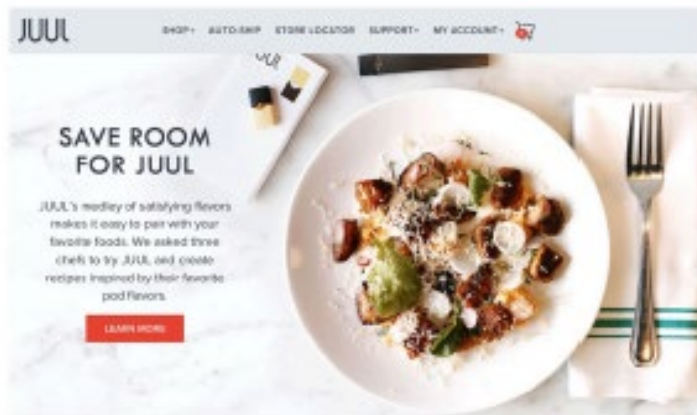 JUUL
SHOP AUTO-SHIP STORE LOCATOR SUPPORT MY ACCOUNT
UUL
SAVE ROOM
FOR JUUL
JUUL's medley of satisfying flavors
makes it easy to pair with your
favorite foods. We asked three
chefs to try JUUL and create
recipes inspired by their favorite
pod flavors.
LEARN MORE